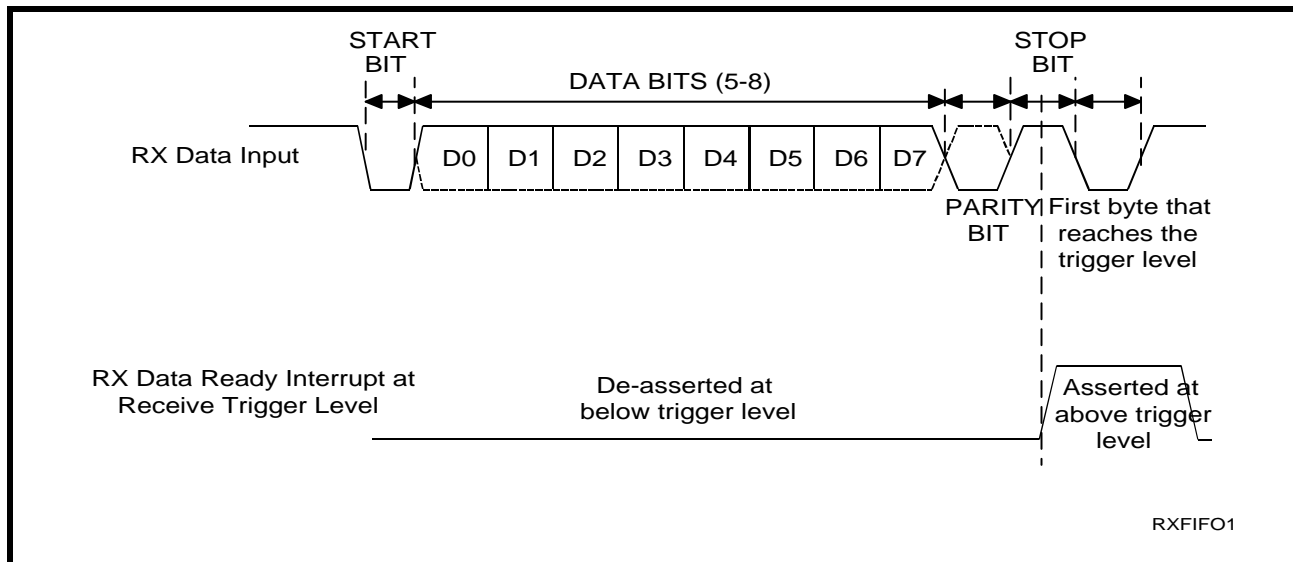 START
BIT
STOP
BIT
DATA BITS (5-8)
RX Data Input
D0 D1 D2 D3 D4 D5 D6 D7
PARITY
BIT
First byte that
reaches the
trigger level
RX Data Ready Interrupt at
Receive Trigger Level
De-asserted at
below trigger level
Asserted at
above trigger
level
RXFIFO1